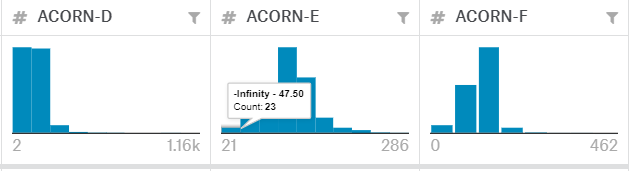 # ACORN-D
# ACORN-E
# ACORN-F
-Infinity - 47.50
Count: 23
2 1.16k
21 286
0 462